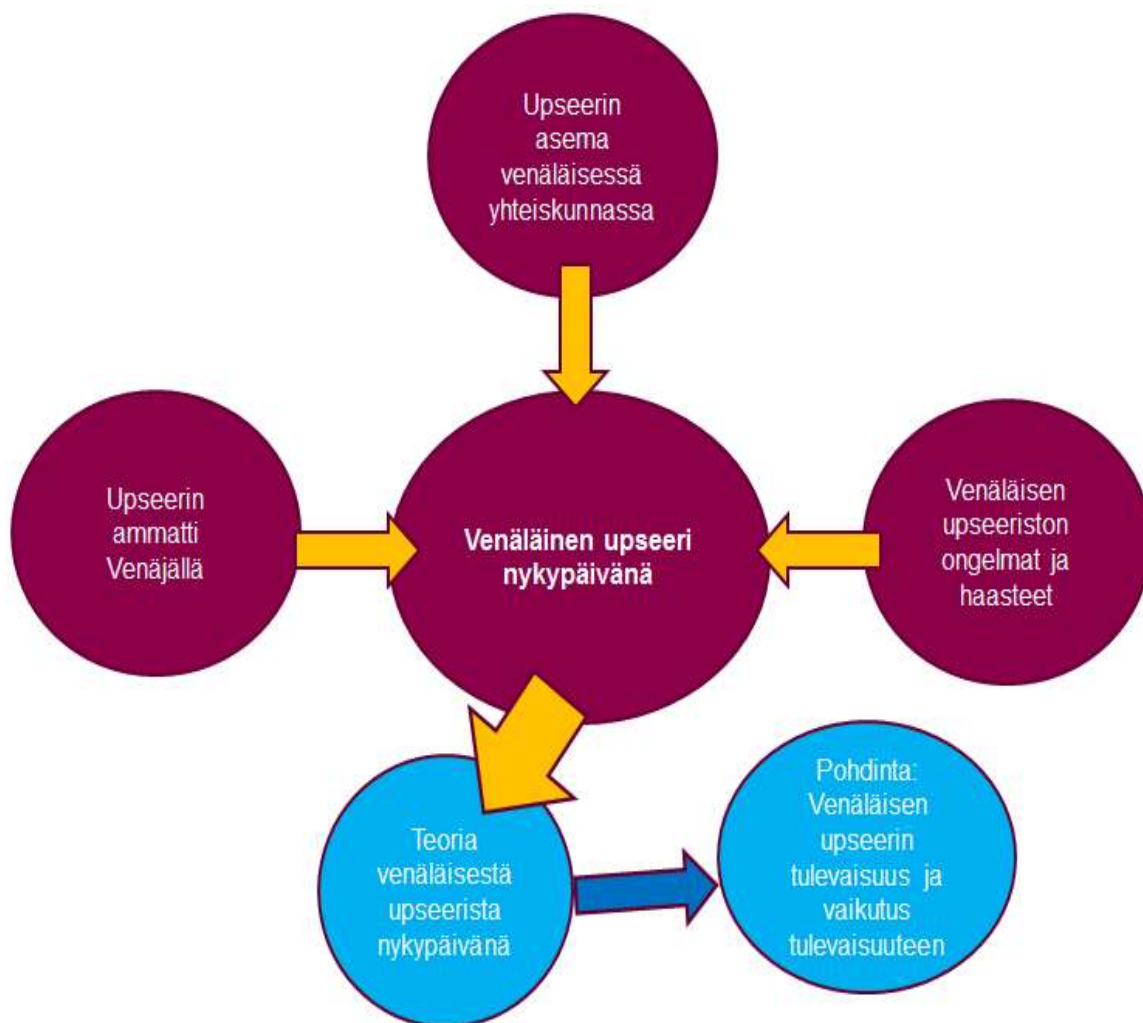 Upseerin
asema
venäläisessä
yhteiskunnassa
Upseerin
ammatti
Venäjällä
Venäläinen upseeri
nykypäivänä
Venäläisen
upseeriston
ongelmat ja
haasteet
Teoria
venäläisestä
upseerista
nykypäivänä
Pohdinta:
Venäläisen
upseerin
tulevaisuus ja
vaikutus
tulevaisuuteen